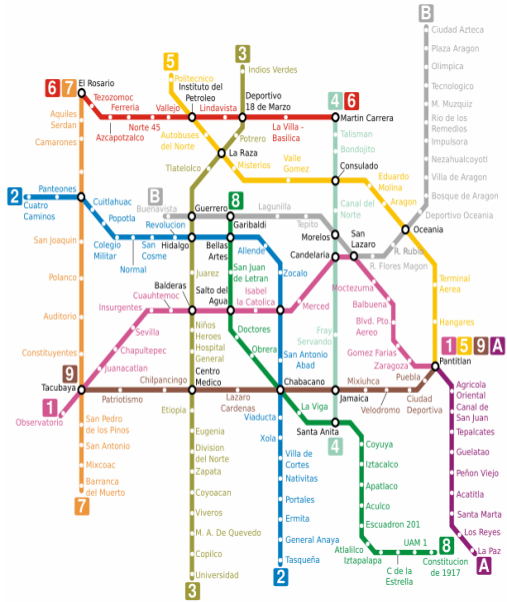 B
Ciudad Azteca
Plaza Aragon
Olimpica
Tecnologico
M. Muzquiz
Rio de los
Remedios
Impulsora
Nezahualcoyotl
Villa de Aragon
Bosque de Aragon
Deportivo Oceania
Oceania
R. Rubio
R. Flores Magon
3
Indios Verdes
5
Politecnico
Instituto del
Petroleo
Deportivo
18 de Marzo
6
7
El Rosario
Tezozomoc
Ferreria
Vallejo
Lindavista
Azcapotzalco
Norte 45
La Villa -
Basilica
4
6
Martin Carrera
Aquiles
Serdan
Camarones
Autobuses
del Norte
Potrero
La Raza
Misterios
Valle
Gomez
Talisman
Bondojito
Consulado
Eduardo
Molina
Aragon
Tlatelolco
2
Panteones
Cuatro
Caminos
Cuitlahuac
Popotla
Colegio
Militar
Normal
San
Cosme
Revolucion
Hidalgo
B
Buenavista
Guerrero
8
Garibaldi
Lagunilla
Tepito
Canal del
Norte
Morelos
San
Lazaro
Candelaria
Bellas
Artes
Allende
Zocalo
San Joaquin
Polanco
Auditorio
Constituyentes
Juarez
San Juan
de Letran
Balderas
Cuauhtemoc
Insurgentes
Salto del
Agua
Isabel
la Catolica
Merced
Moctezuma
Balbuena
Blvd. Pto.
Aereo
Gomez Farias
Zaragoza
Terminal
Aerea
Hangares
1
5
9
A
Pantitlan
Sevilla
Chapultepec
Juanacatlan
Niños
Heroes
Hospital
General
Doctores
Obrera
San Antonio
Abad
Fray
Servando
9
Tacubaya
1
Observatorio
Patriotismo
Chilpancingo
Centro
Medico
Lazaro
Cardenas
Chabacano
Jamaica
Mixiuhca
Velodromo
Ciudad
Deportiva
Puebla
San Pedro
de los Pinos
San Antonio
Mixcoac
Barranca
del Muerto
7
Etiopia
Eugenia
Division
del Norte
Zapata
Coyoacan
Viveros
M. A. De Quevedo
Copilco
Universidad
3
Viaducta
Xola
Villa de
Cortes
Nativitas
Portales
Ermita
General Anaya
Tasqueña
2
La Viga
Santa Anita
4
Coyuya
Iztacalco
Apatlaco
Aculco
Escuadron 201
Atlalilco
Iztapalapa
C de la
Estrella
UAM 1
8
Constitucion
de 1917
Agricola
Oriental
Canal de
San Juan
Tepalcates
Guelatao
Peñon Viejo
Acatitla
Santa Marta
Los Reyes
La Paz
A